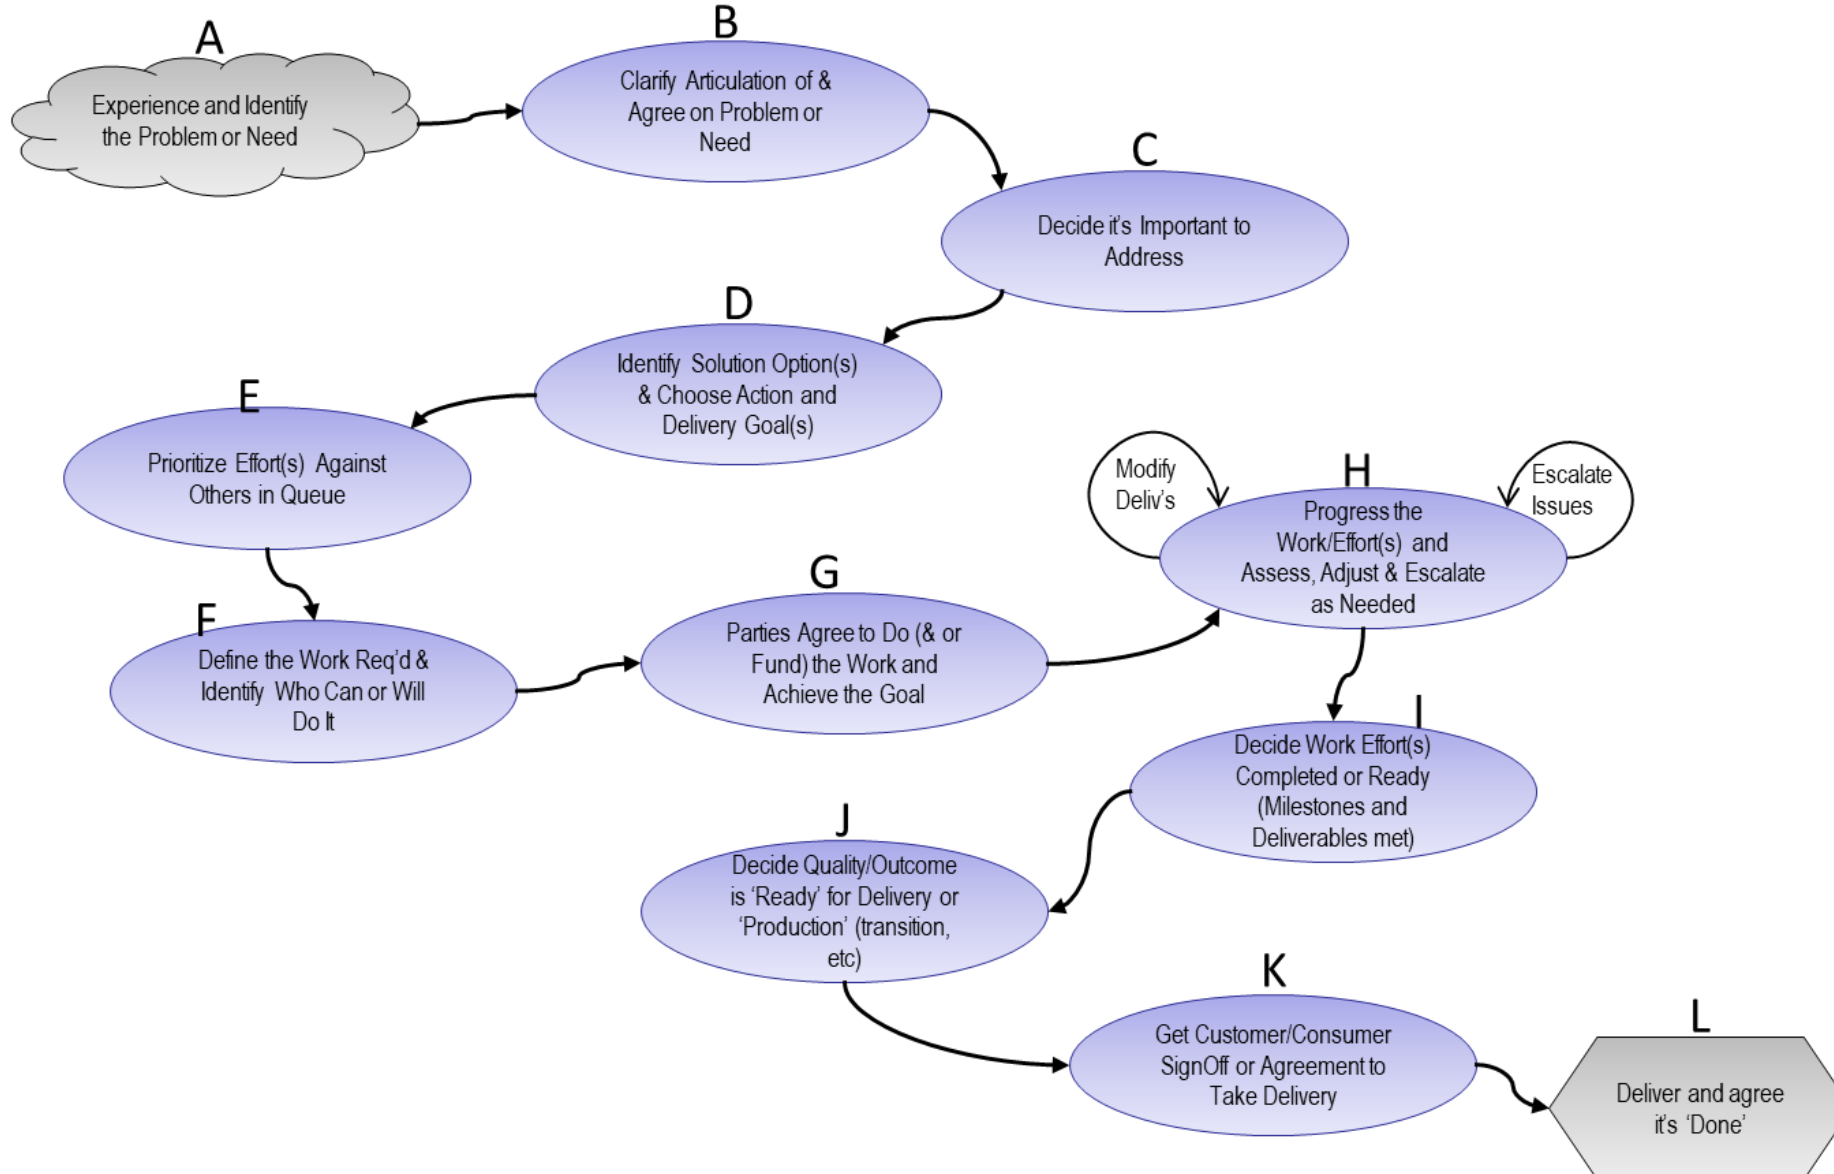 A
Experience and Identify
the Problem or Need
B
Clarify Articulation of &
Agree on Problem or
Need
C
Decide it's Important to
Address
D
Identify Solution Option(s)
& Choose Action and
Delivery Goal(s)
E
Prioritize Effort(s) Against
Others in Queue
F
Define the Work Req'd &
Identify Who Can or Will
Do It
G
Parties Agree to Do (& or
Fund) the Work and
Achieve the Goal
H
Progress the
Work/Effort(s) and
Assess, Adjust & Escalate
as Needed
Modify
Deliv's
Escalate
Issues
I
Decide Work Effort(s)
Completed or Ready
(Milestones and
Deliverables met)
J
Decide Quality/Outcome
is ‘Ready’ for Delivery or
‘Production’ (transition,
etc)
K
Get Customer/Consumer
SignOff or Agreement to
Take Delivery
L
Deliver and agree
it's ‘Done’